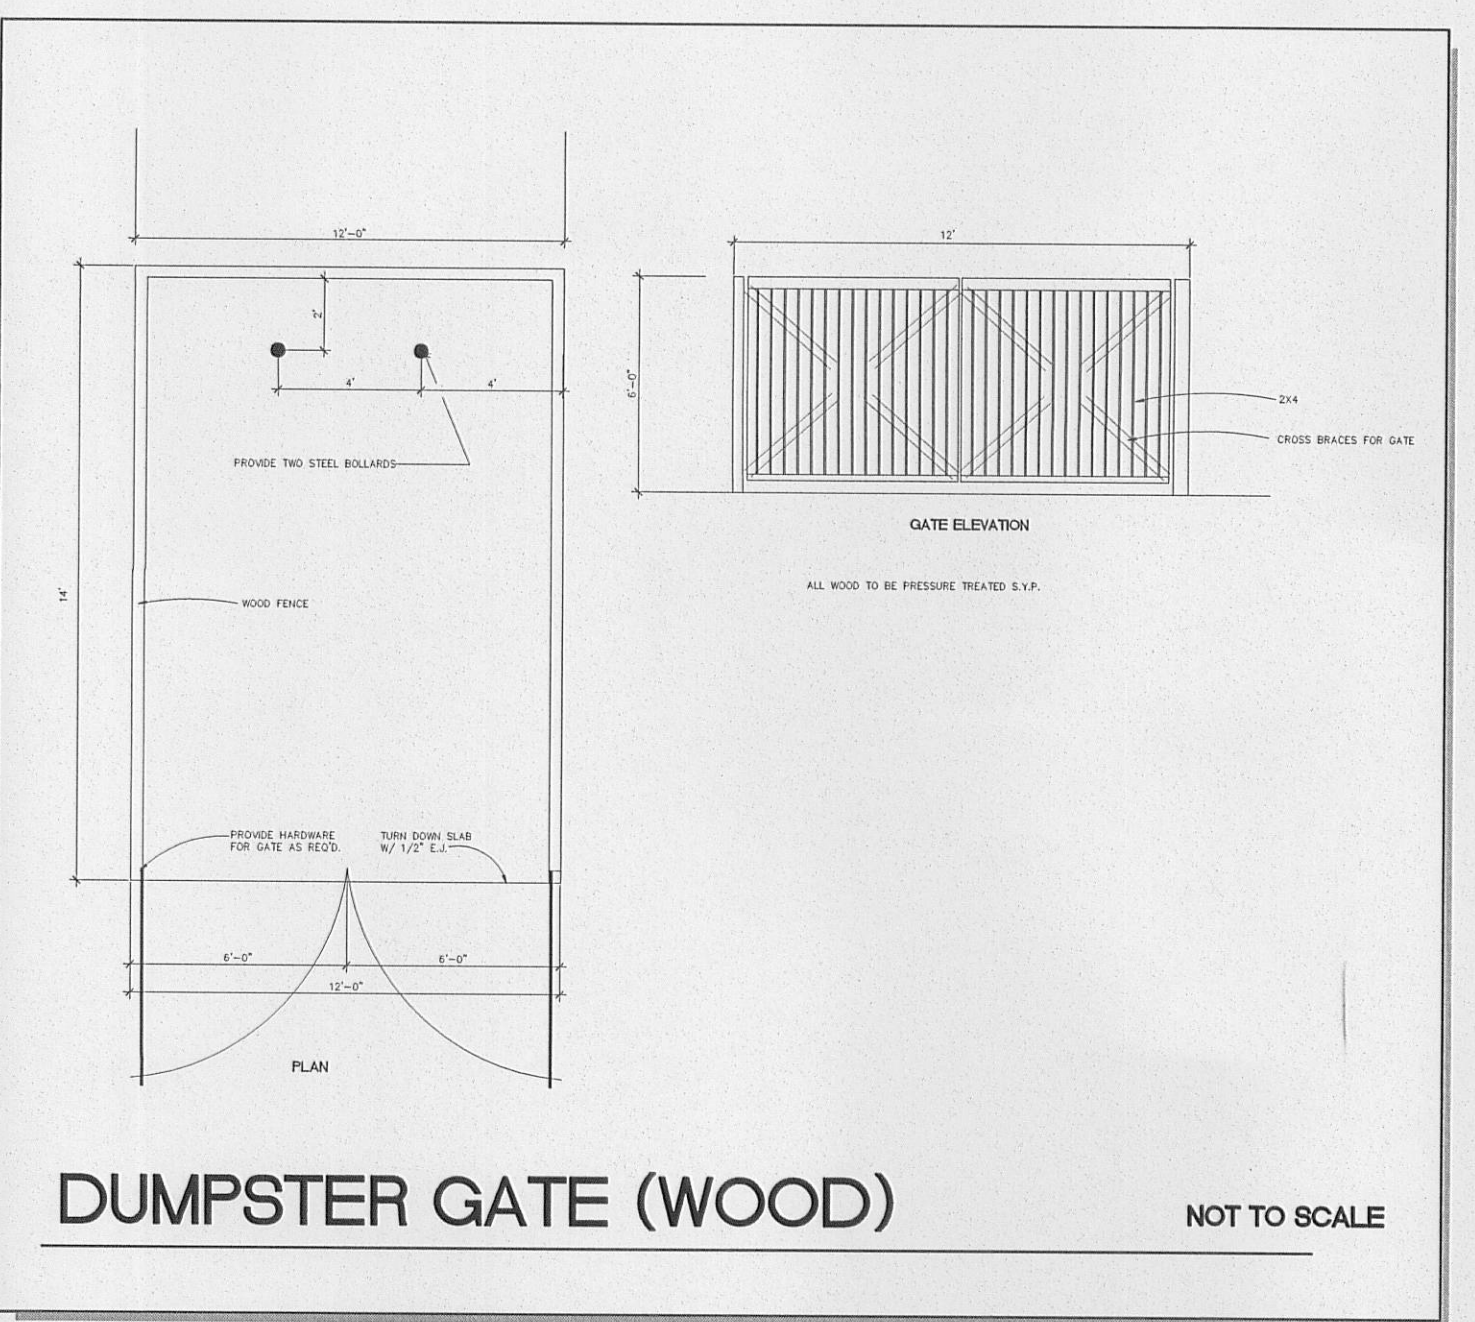 12'-0"
2'
4'
4'
PROVIDE TWO STEEL BOLLARDS
14'
WOOD FENCE
PROVIDE HARDWARE
FOR GATE AS REQ'D.
TURN DOWN SLAB
W/ 1/2" E.J.
6'-0"
6'-0"
12'-0"
PLAN
12'
6'-0"
2X4
CROSS BRACES FOR GATE
GATE ELEVATION
ALL WOOD TO BE PRESSURE TREATED S.Y.P.
DUMPSTER GATE (WOOD)
NOT TO SCALE